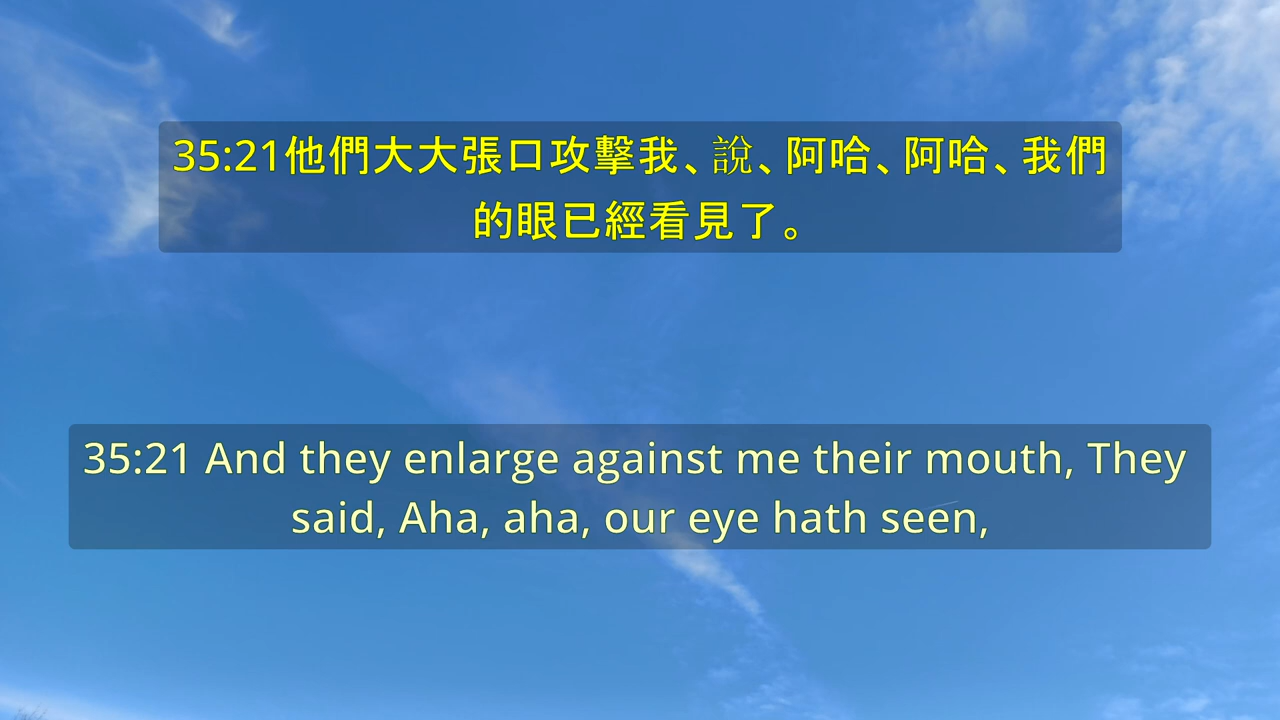 35:21他們大大張口攻擊我、說、阿哈、阿哈、我們
的眼已經看見了。
35:21 And they enlarge against me their mouth, They
said, Aha, aha, our eye hath seen,